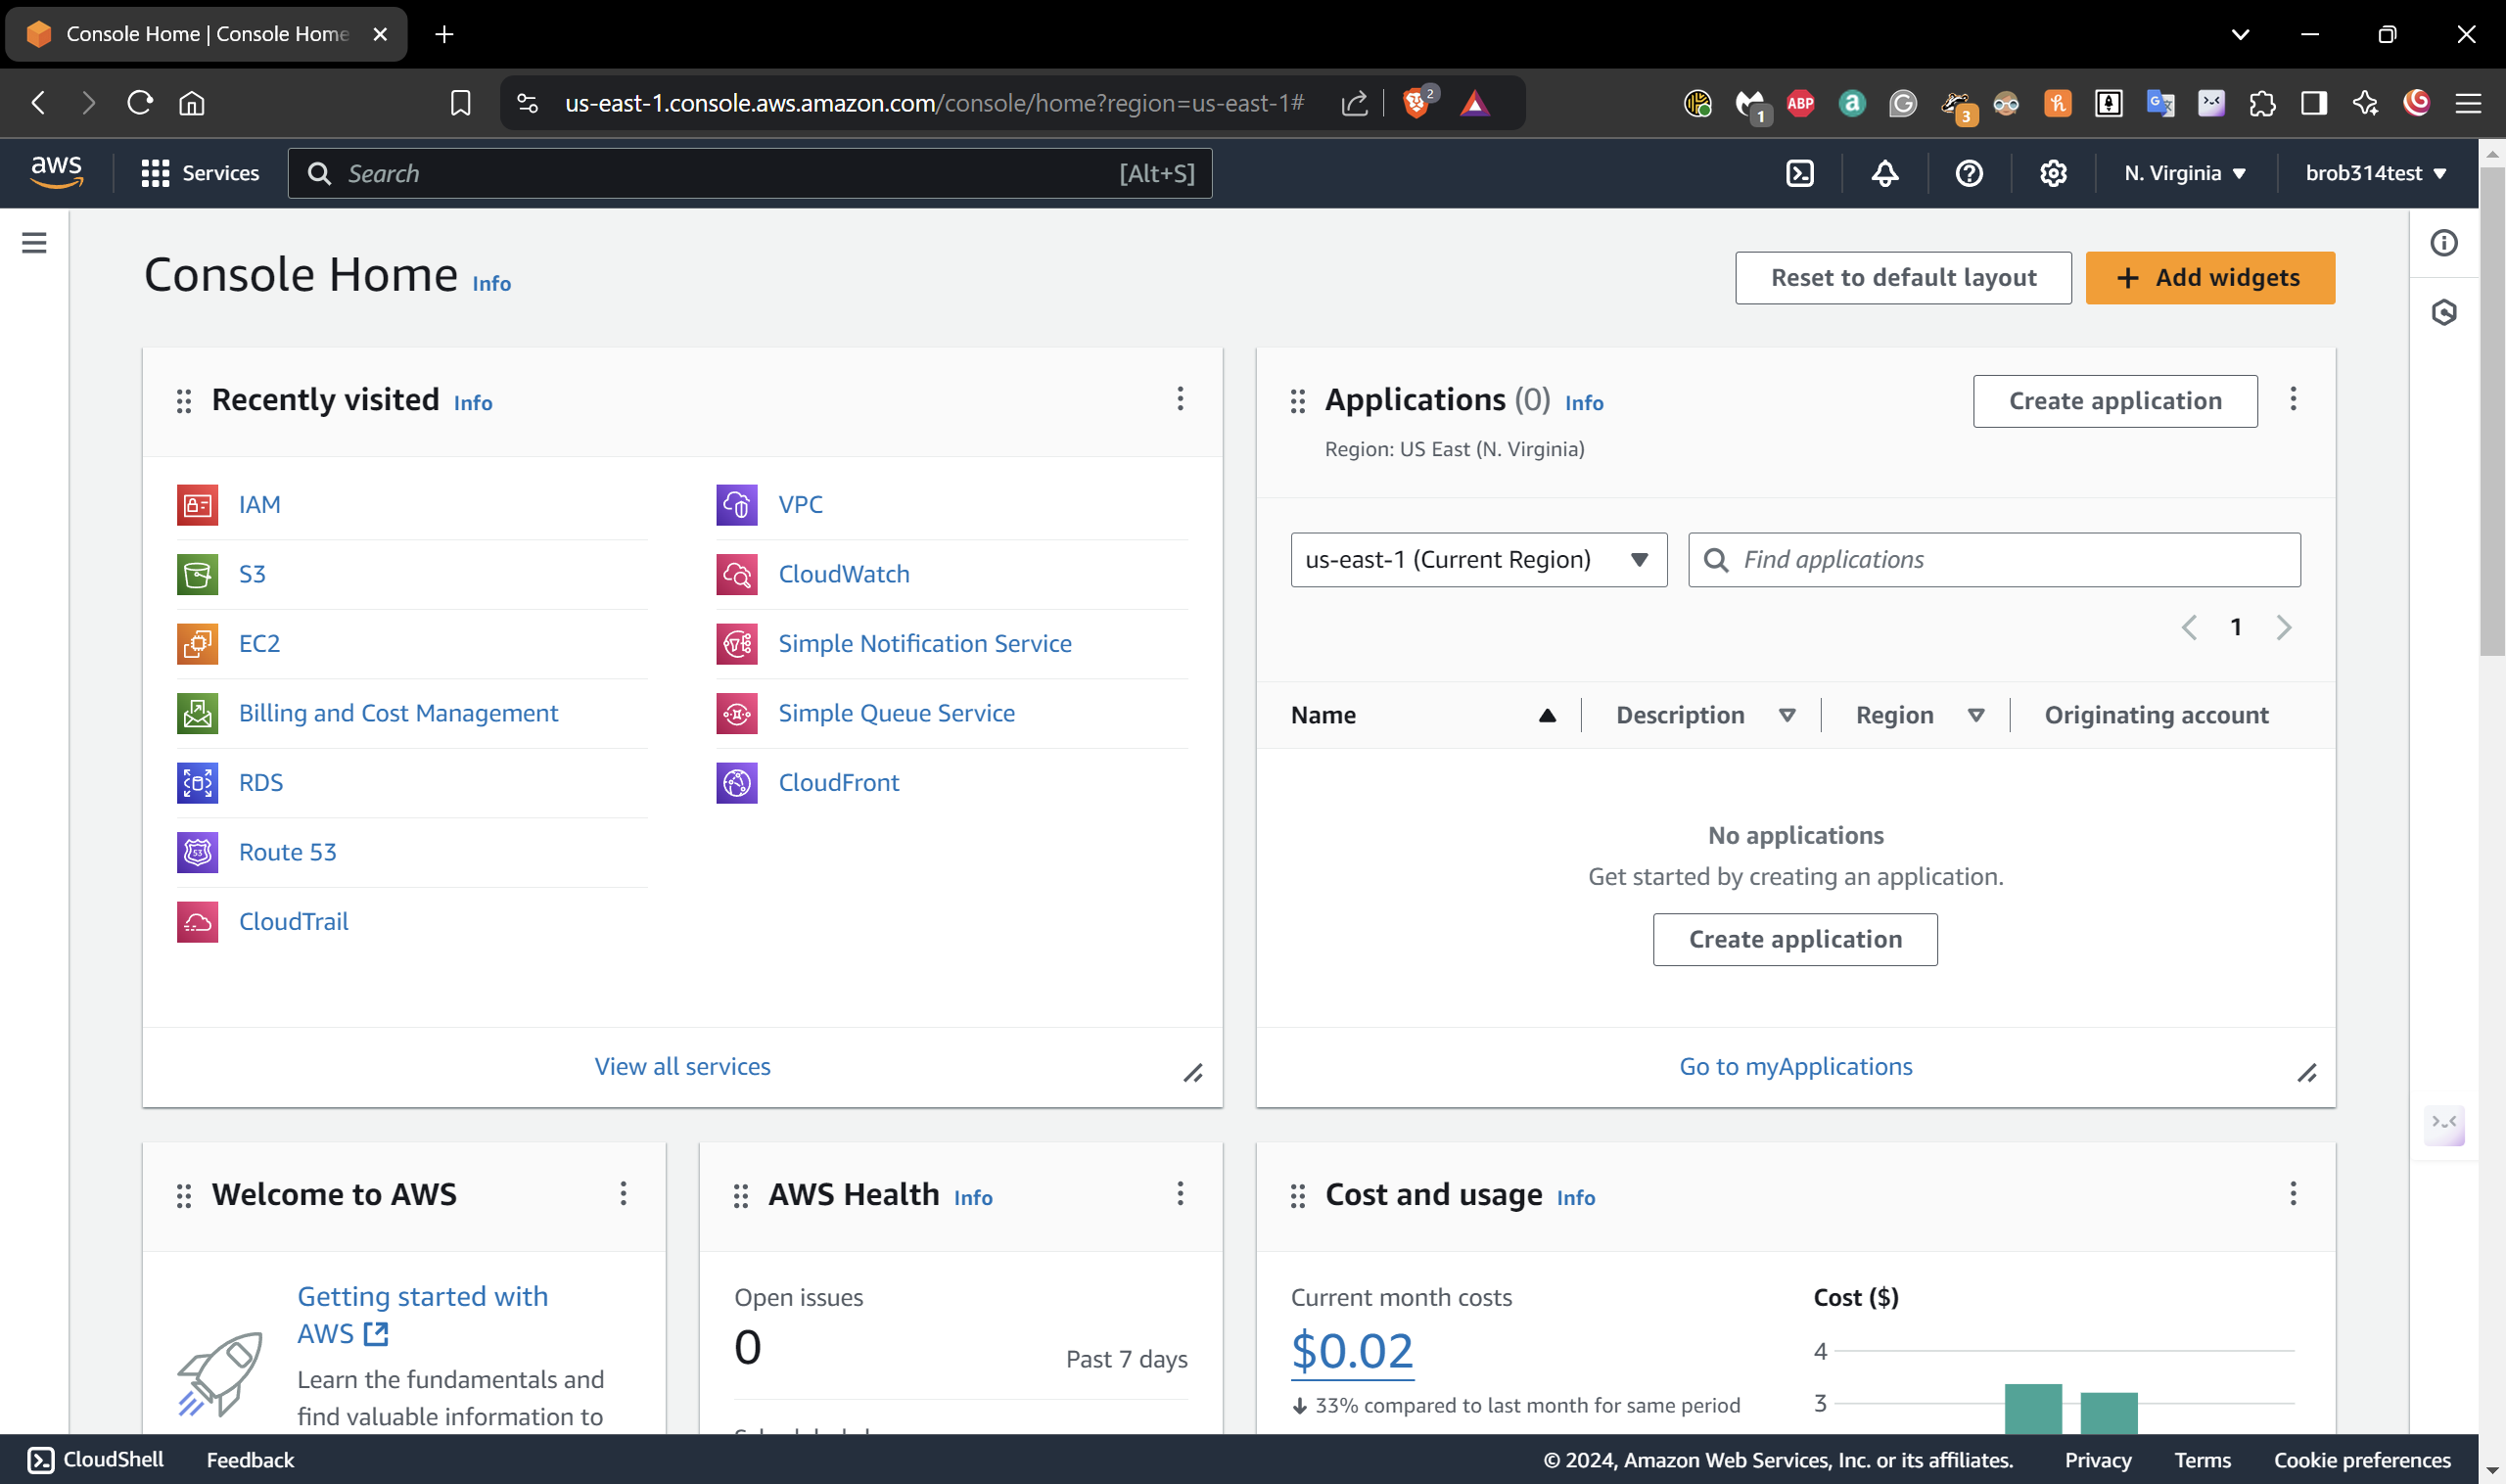 Console Home | Console Home
us-east-1.console.aws.amazon.com/console/home?region=us-east-1#
2
1
ABP
3
aws
Services
Search
[Alt+S]
N. Virginia
brob314test
Console Home Info
Reset to default layout
Add widgets
Recently visited Info
IAM
S3
EC2
Billing and Cost Management
RDS
Route 53
CloudTrail
VPC
CloudWatch
Simple Notification Service
Simple Queue Service
CloudFront
View all services
Applications (0) Info
Create application
Region: US East (N. Virginia)
us-east-1 (Current Region)
Find applications
1
Name
Description
Region
Originating account
No applications
Get started by creating an application.
Create application
Go to myApplications
Welcome to AWS
Getting started with
AWS
Learn the fundamentals and
find valuable information to
AWS Health Info
Open issues
0
Past 7 days
Cost and usage Info
Current month costs
$0.02
33% compared to last month for same period
Cost ($)
4
3
CloudShell
Feedback
© 2024, Amazon Web Services, Inc. or its affiliates.
Privacy
Terms
Cookie preferences